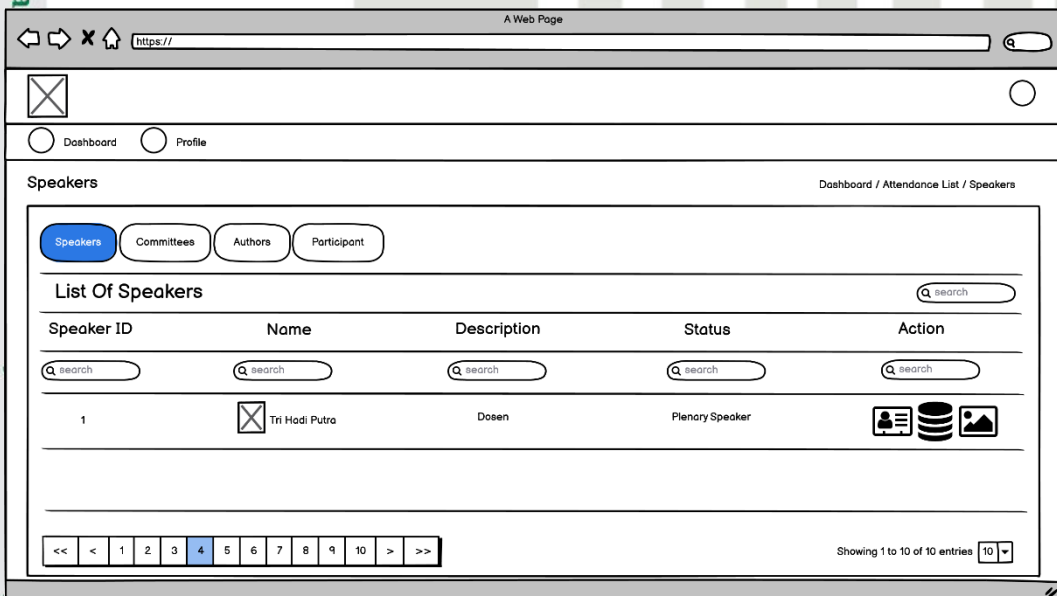 A Web Page
https://
Dashboard Profile
Speakers Dashboard / Attendance List / Speakers
Speakers Committees Authors Participant
List Of Speakers search
Speaker ID Name Description Status Action
search search search search search
1 Tri Hadi Putra Dosen Plenary Speaker
<< < 1 2 3 4 5 6 7 8 9 10 > >> Showing 1 to 10 of 10 entries 10